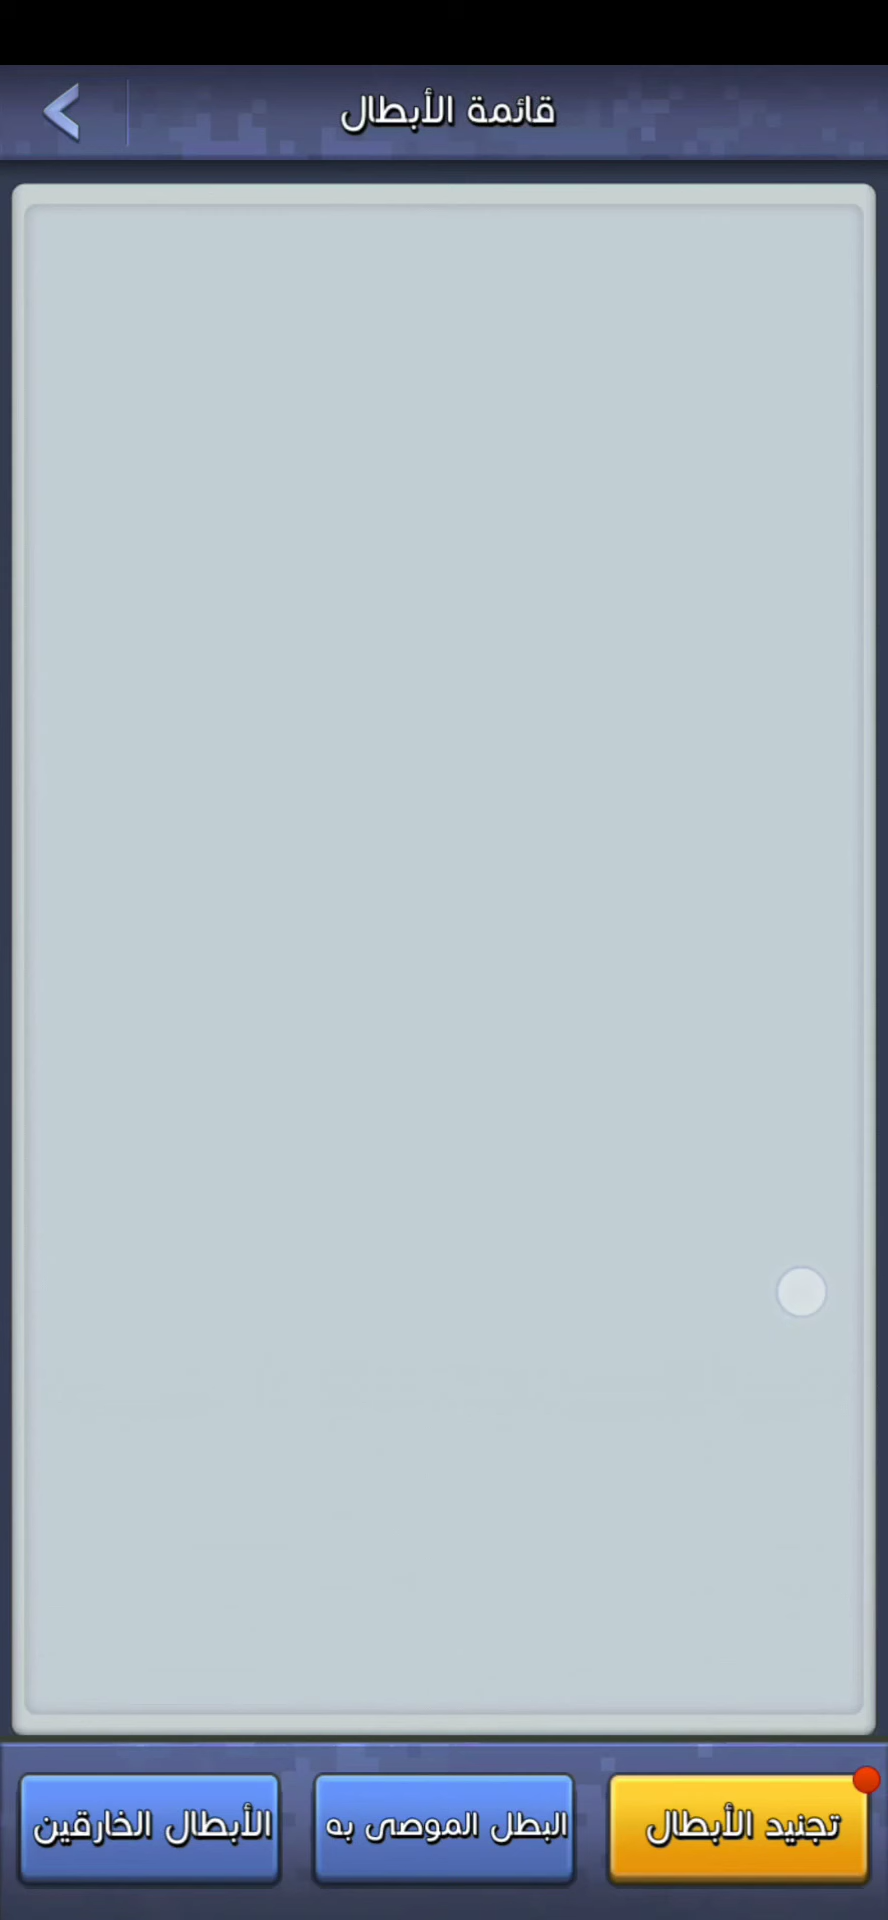 قائمة الأبطال
تجنيد الأبطال
البطل الموصى به
الأبطال الخارقين